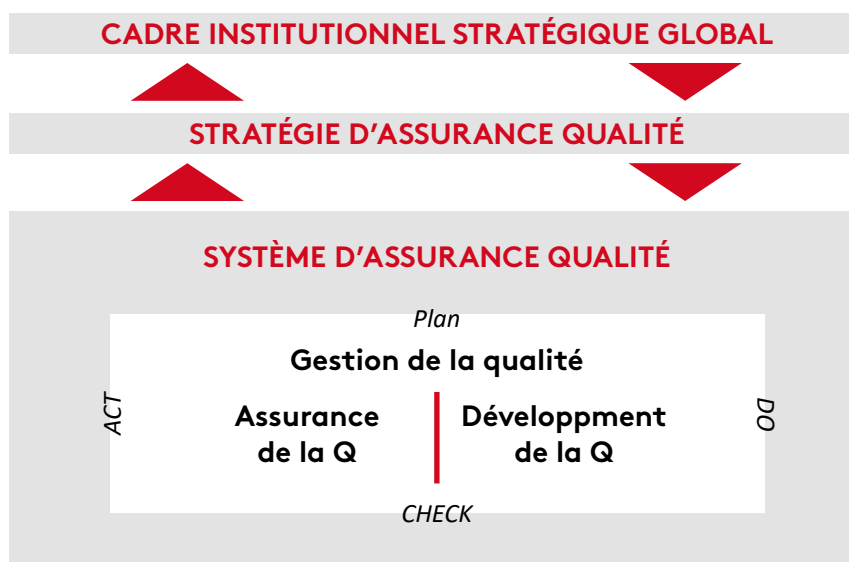 CADRE INSTITUTIONNEL STRATÉGIQUE GLOBAL
STRATÉGIE D'ASSURANCE QUALITÉ
SYSTÈME D'ASSURANCE QUALITÉ
Plan
Gestion de la qualité
ACT
Assurance
de la Q
Développment
de la Q
DO
CHECK